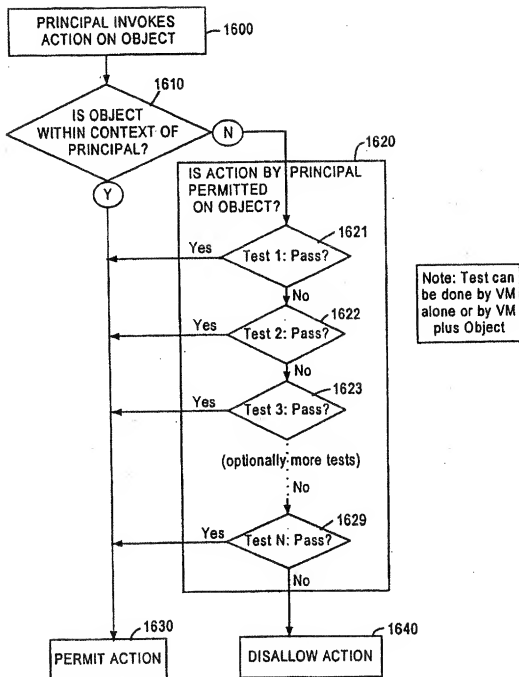 PRINCIPAL INVOKES
ACTION ON OBJECT
1600
1610
IS OBJECT
WITHIN CONTEXT OF
PRINCIPAL?
N
Y
1620
IS ACTION BY PRINCIPAL
PERMITTED
ON OBJECT?
1621
Yes
Test 1: Pass?
No
1622
Yes
Test 2: Pass?
No
1623
Yes
Test 3: Pass?
(optionally more tests)
No
1629
Yes
Test N: Pass?
No
Note: Test can
be done by VM
alone or by VM
plus Object
1630
PERMIT ACTION
1640
DISALLOW ACTION